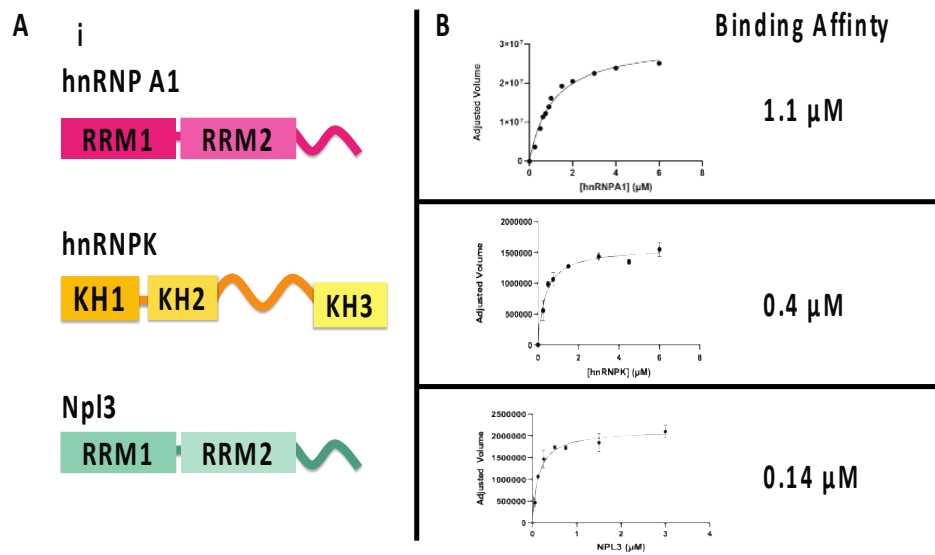 A
i
hnRNP A1
RRM1 RRM2
hnRNPK
KH1 KH2 KH3
Npl3
RRM1 RRM2
B
Binding Affinty
3×10⁷
2×10⁷
1×10⁷
0
Adjusted Volume
0 2 4 6 8
[hnRNPA1] (µM)
1.1 µM
2000000
1500000
1000000
500000
0
Adjusted Volume
0 2 4 6 8
[hnRNPK] (µM)
0.4 µM
2500000
2000000
1500000
1000000
500000
0
Adjusted Volume
0 1 2 3 4
NPL3 (µM)
0.14 µM